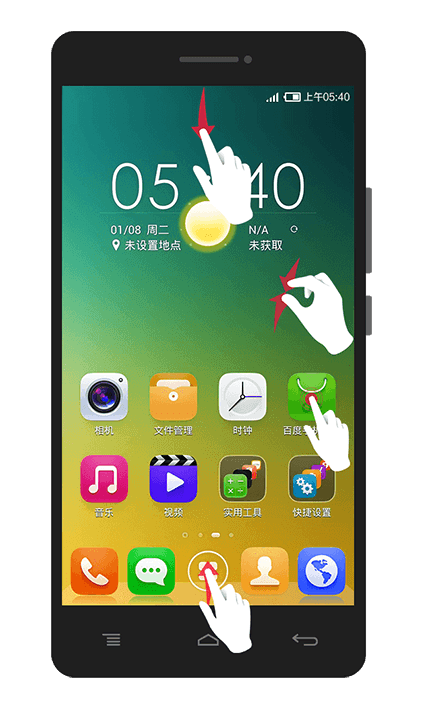 上午05:40
05 40
01/08 周二 N/A
未设置地点 未获取
相机 文件管理 时钟 百度手机
音乐 视频 实用工具 快捷设置